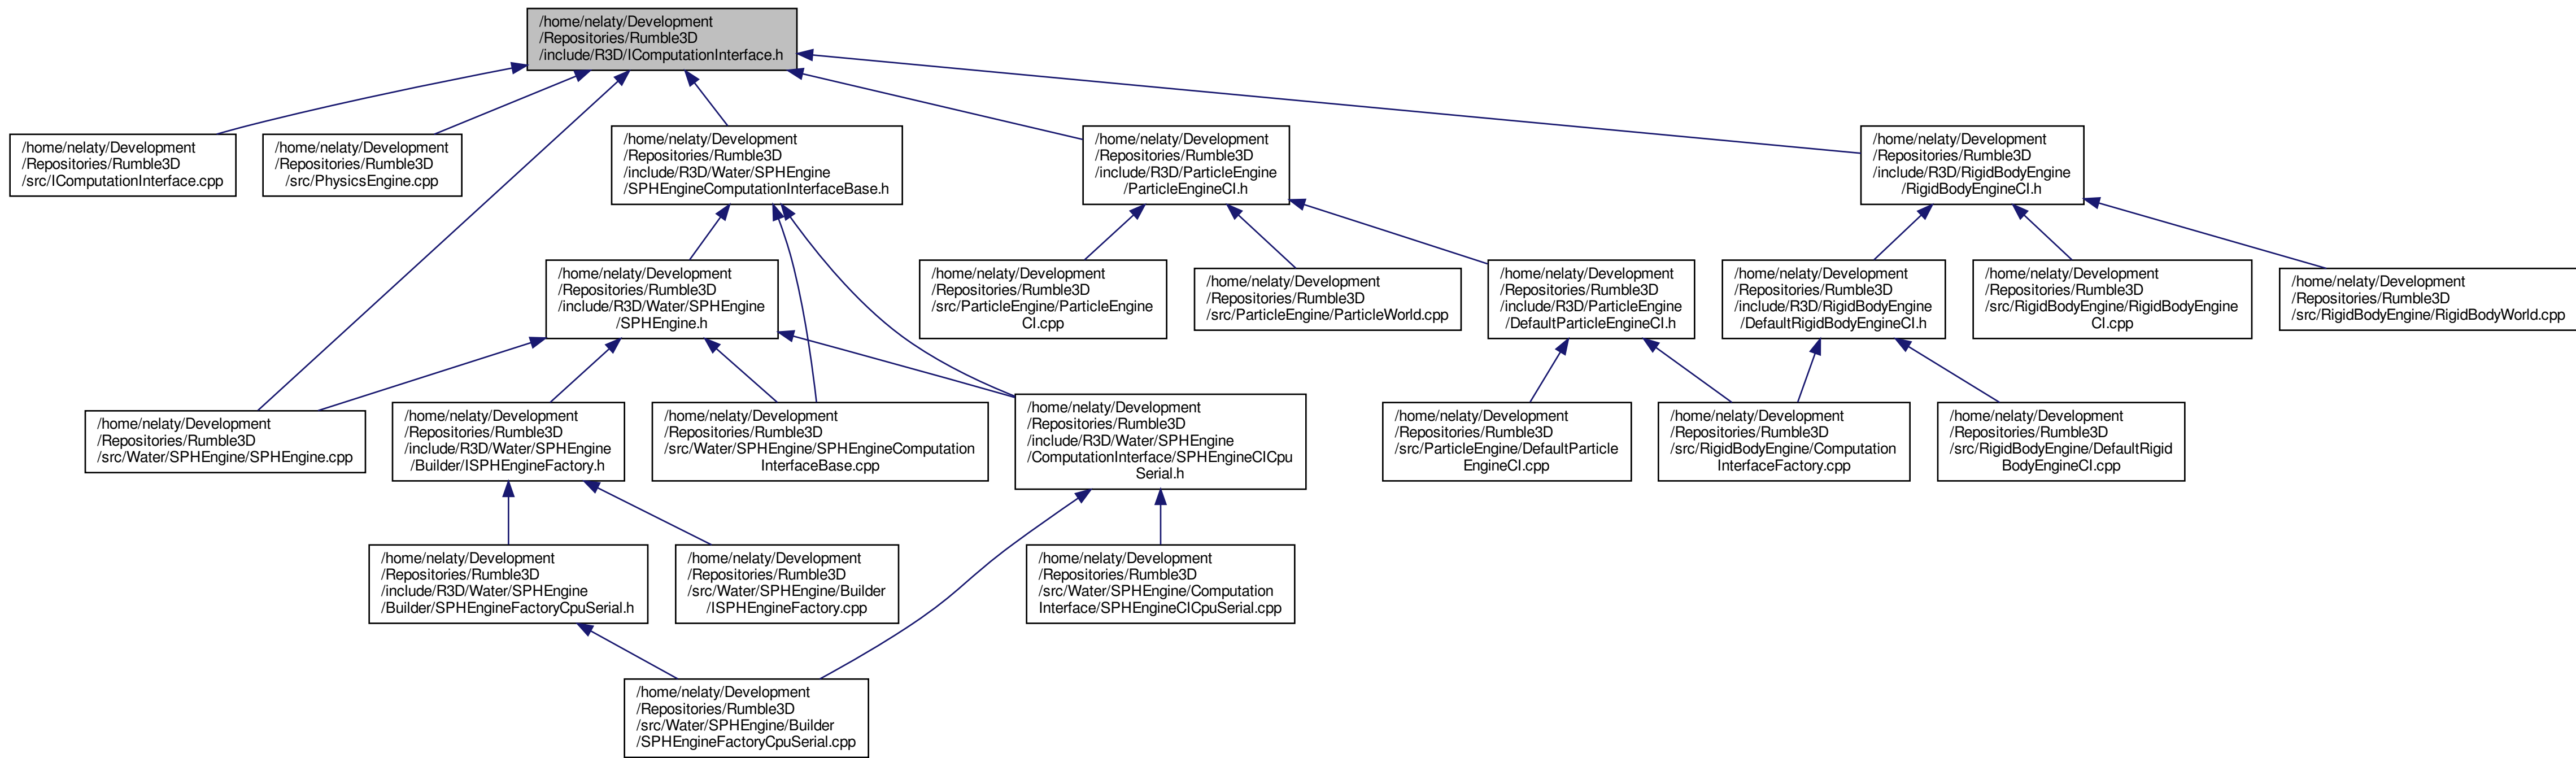 /home/nelaty/Development
/Repositories/Rumble3D
/include/R3D/IComputationInterface.h
/home/nelaty/Development
/Repositories/Rumble3D
/src/IComputationInterface.cpp
/home/nelaty/Development
/Repositories/Rumble3D
/src/PhysicsEngine.cpp
/home/nelaty/Development
/Repositories/Rumble3D
/include/R3D/Water/SPHEngine
/SPHEngineComputationInterfaceBase.h
/home/nelaty/Development
/Repositories/Rumble3D
/include/R3D/ParticleEngine
/ParticleEngineCI.h
/home/nelaty/Development
/Repositories/Rumble3D
/include/R3D/RigidBodyEngine
/RigidBodyEngineCI.h
/home/nelaty/Development
/Repositories/Rumble3D
/include/R3D/Water/SPHEngine
/SPHEngine.h
/home/nelaty/Development
/Repositories/Rumble3D
/src/ParticleEngine/ParticleEngine
CI.cpp
/home/nelaty/Development
/Repositories/Rumble3D
/src/ParticleEngine/ParticleWorld.cpp
/home/nelaty/Development
/Repositories/Rumble3D
/include/R3D/ParticleEngine
/DefaultParticleEngineCI.h
/home/nelaty/Development
/Repositories/Rumble3D
/include/R3D/RigidBodyEngine
/DefaultRigidBodyEngineCI.h
/home/nelaty/Development
/Repositories/Rumble3D
/src/RigidBodyEngine/RigidBodyEngine
CI.cpp
/home/nelaty/Development
/Repositories/Rumble3D
/src/RigidBodyEngine/RigidBodyWorld.cpp
/home/nelaty/Development
/Repositories/Rumble3D
/src/Water/SPHEngine/SPHEngine.cpp
/home/nelaty/Development
/Repositories/Rumble3D
/include/R3D/Water/SPHEngine
/Builder/ISPHEngineFactory.h
/home/nelaty/Development
/Repositories/Rumble3D
/src/Water/SPHEngine/SPHEngineComputation
InterfaceBase.cpp
/home/nelaty/Development
/Repositories/Rumble3D
/include/R3D/Water/SPHEngine
/ComputationInterface/SPHEngineCICpu
Serial.h
/home/nelaty/Development
/Repositories/Rumble3D
/src/ParticleEngine/DefaultParticle
EngineCI.cpp
/home/nelaty/Development
/Repositories/Rumble3D
/src/RigidBodyEngine/Computation
InterfaceFactory.cpp
/home/nelaty/Development
/Repositories/Rumble3D
/src/RigidBodyEngine/DefaultRigid
BodyEngineCI.cpp
/home/nelaty/Development
/Repositories/Rumble3D
/include/R3D/Water/SPHEngine
/Builder/SPHEngineFactoryCpuSerial.h
/home/nelaty/Development
/Repositories/Rumble3D
/src/Water/SPHEngine/Builder
/ISPHEngineFactory.cpp
/home/nelaty/Development
/Repositories/Rumble3D
/src/Water/SPHEngine/Computation
Interface/SPHEngineCICpuSerial.cpp
/home/nelaty/Development
/Repositories/Rumble3D
/src/Water/SPHEngine/Builder
/SPHEngineFactoryCpuSerial.cpp